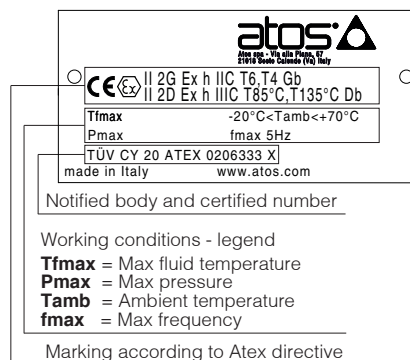 atos
Atos spa - Via alla Piana, 57
21018 Sesto Calende (Va) Italy
CE Ex II 2G Ex h IIC T6,T4 Gb
II 2D Ex h IIIC T85°C,T135°C Db
Tfmax -20°C<Tamb<+70°C
Pmax fmax 5Hz
TÜV CY 20 ATEX 0206333 X
made in Italy www.atos.com
Notified body and certified number
Working conditions - legend
Tfmax = Max fluid temperature
Pmax = Max pressure
Tamb = Ambient temperature
fmax = Max frequency
Marking according to Atex directive